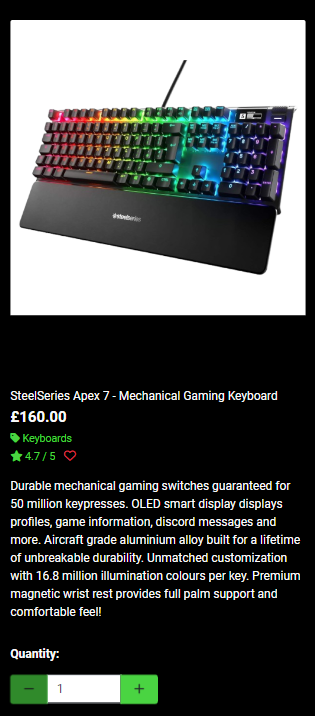 steelseries
SteelSeries Apex 7 - Mechanical Gaming Keyboard
£160.00
Keyboards
4.7 / 5
Durable mechanical gaming switches guaranteed for
50 million keypresses. OLED smart display displays
profiles, game information, discord messages and
more. Aircraft grade aluminium alloy built for a lifetime
of unbreakable durability. Unmatched customization
with 16.8 million illumination colours per key. Premium
magnetic wrist rest provides full palm support and
comfortable feel!
Quantity:
− 1 +